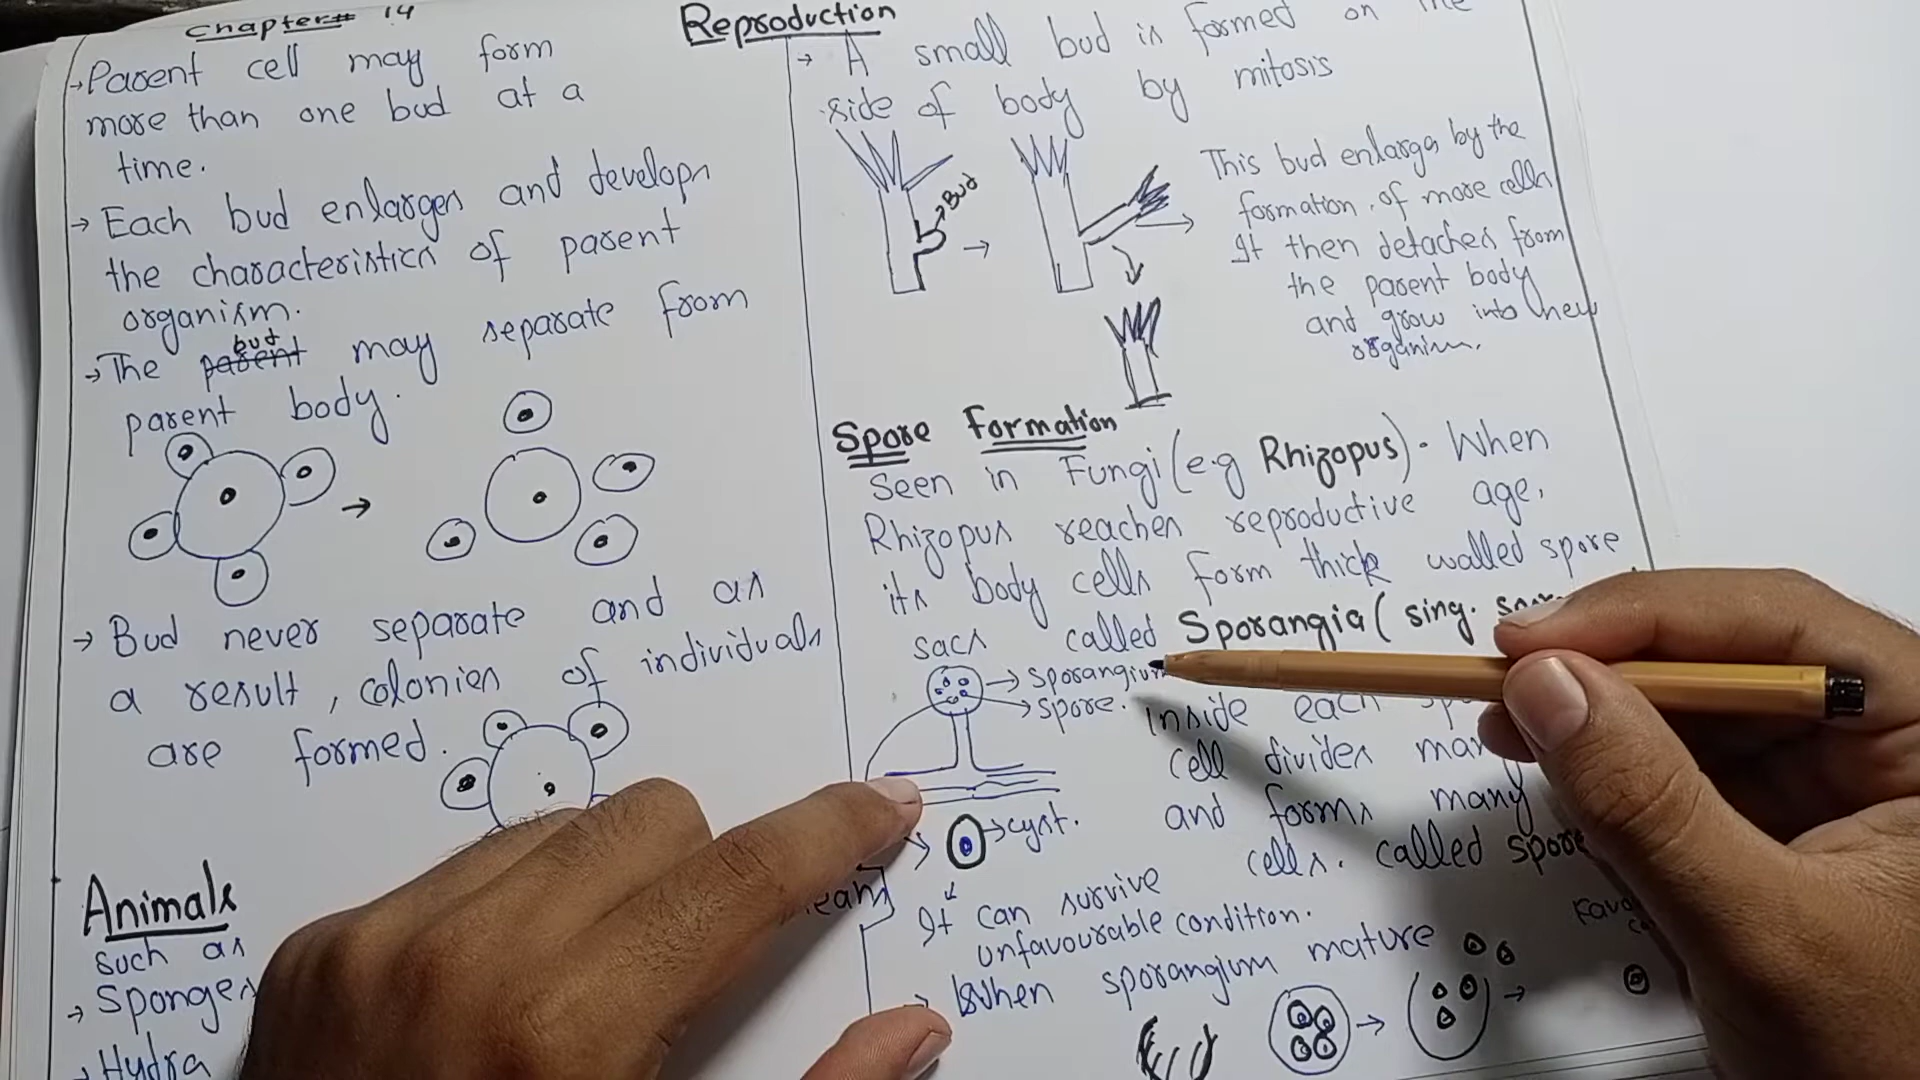 Chapter# 14
Reproduction
→ Parent cell may form
more than one bud at a
time.
→ Each bud enlarges and develops
the characteristics of parent
organism.
bud
→ The parent may separate from
parent body.
→ Bud never separate and as
a result, colonies of individuals
are formed.
Animals
such as
→ Sponges
→ Hydra
→ A small bud is formed on the
side of body by mitosis
→ Bud
This bud enlarges by the
formation of more cells
It then detaches from
the parent body
and grow into new
organism.
Spore Formation
Seen in Fungi (e.g Rhizopus). When
Rhizopus reaches reproductive age,
its body cells form thick walled spore
sacs called Sporangia (sing.
→ sporangium
→ spore. Inside each
cell divides
and forms many
→ cyst.
cells. called spore
It can survive
unfavourable condition.
→ When sporangium mature